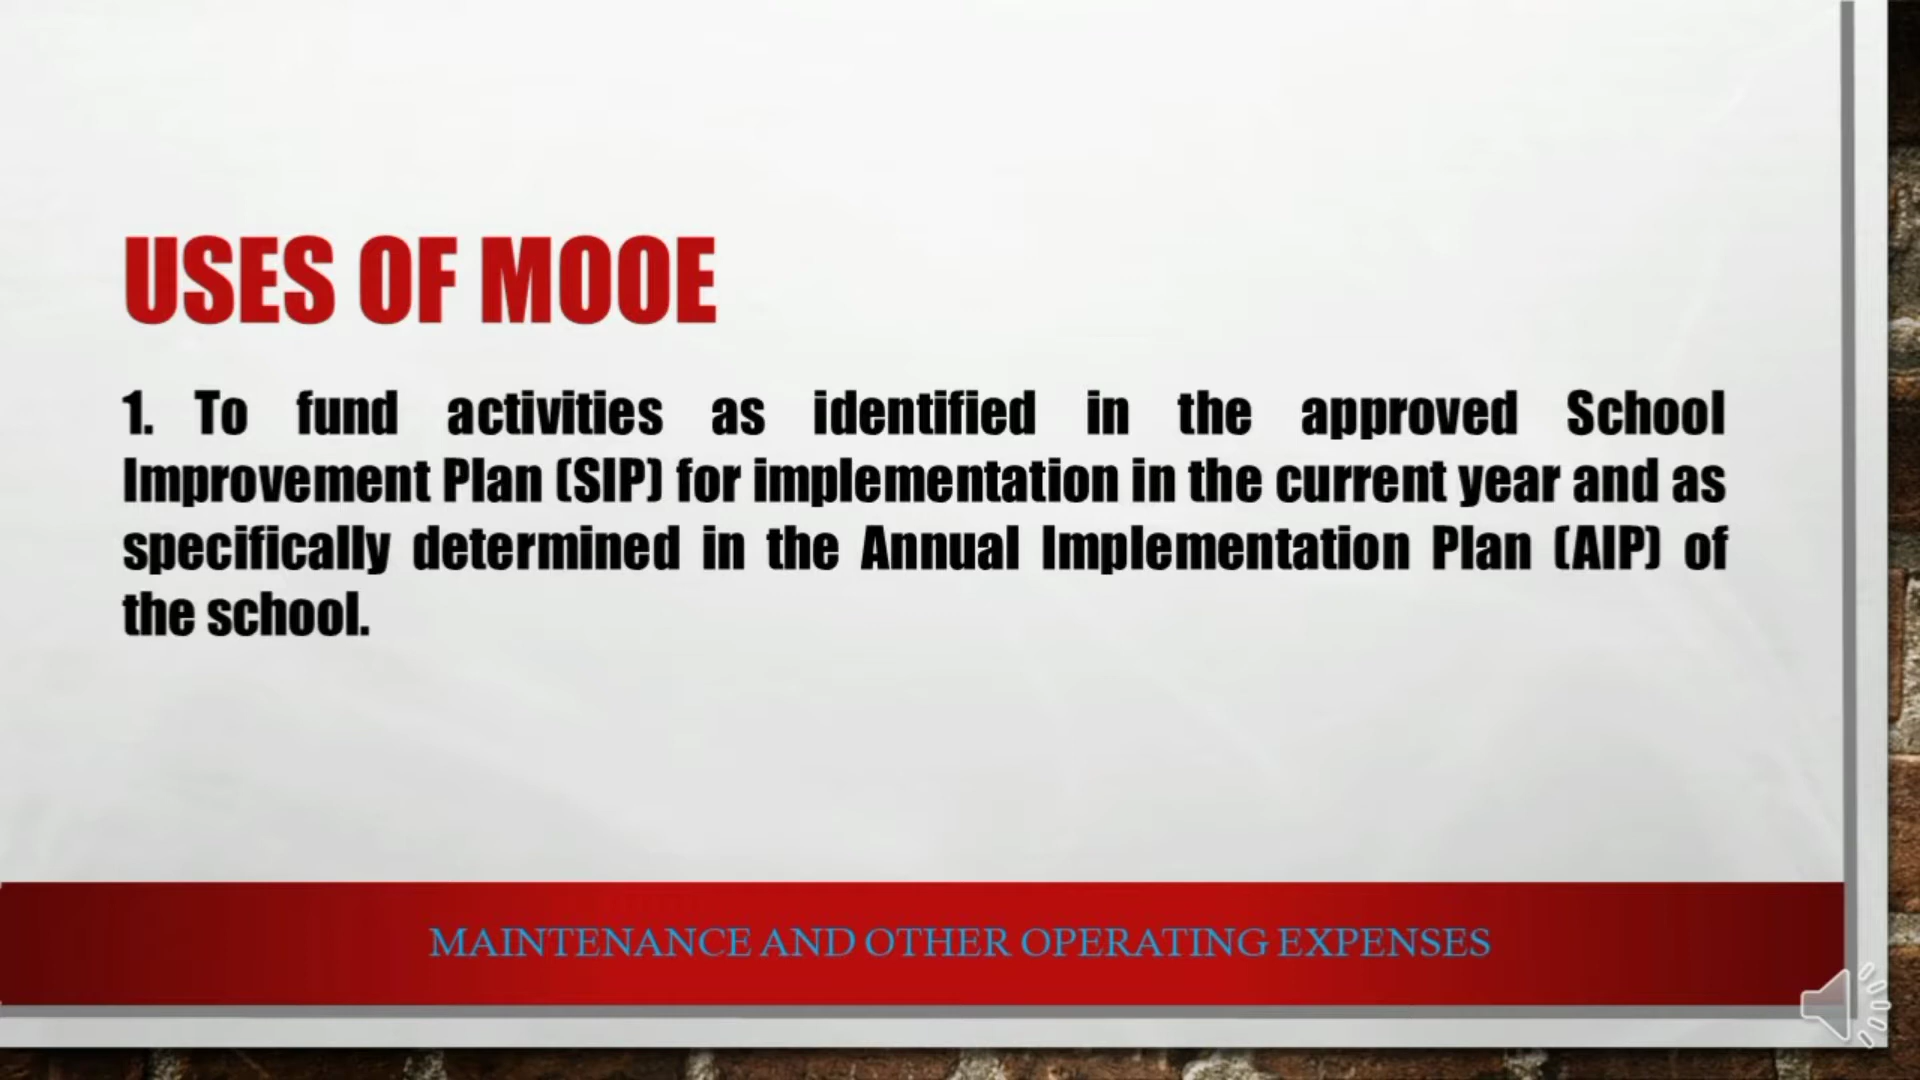 USES OF MOOE
1. To fund activities as identified in the approved School
Improvement Plan (SIP) for implementation in the current year and as
specifically determined in the Annual Implementation Plan (AIP) of
the school.
MAINTENANCE AND OTHER OPERATING EXPENSES